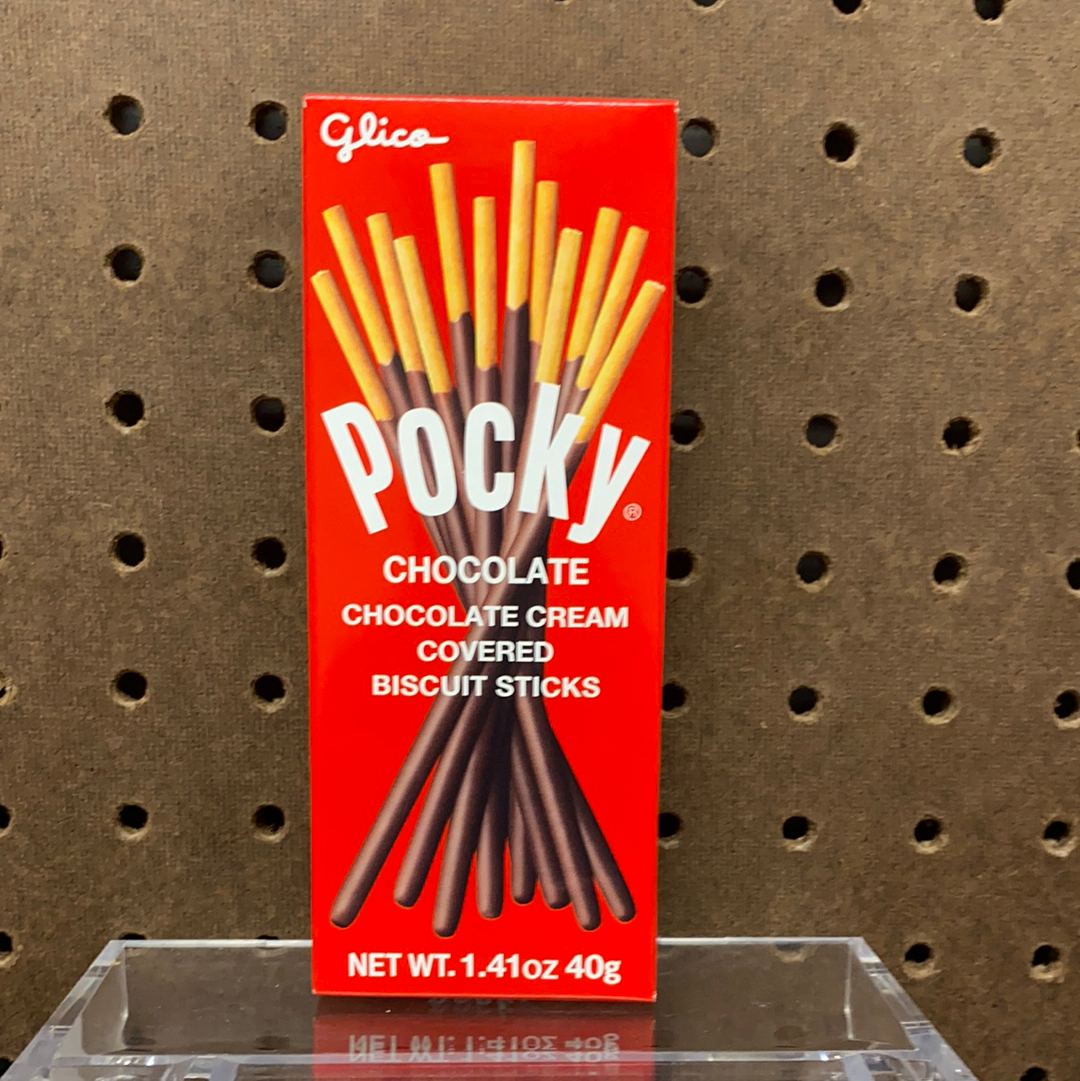 Glico
Pocky®
CHOCOLATE
CHOCOLATE CREAM
COVERED
BISCUIT STICKS
NET WT. 1.41oz 40g